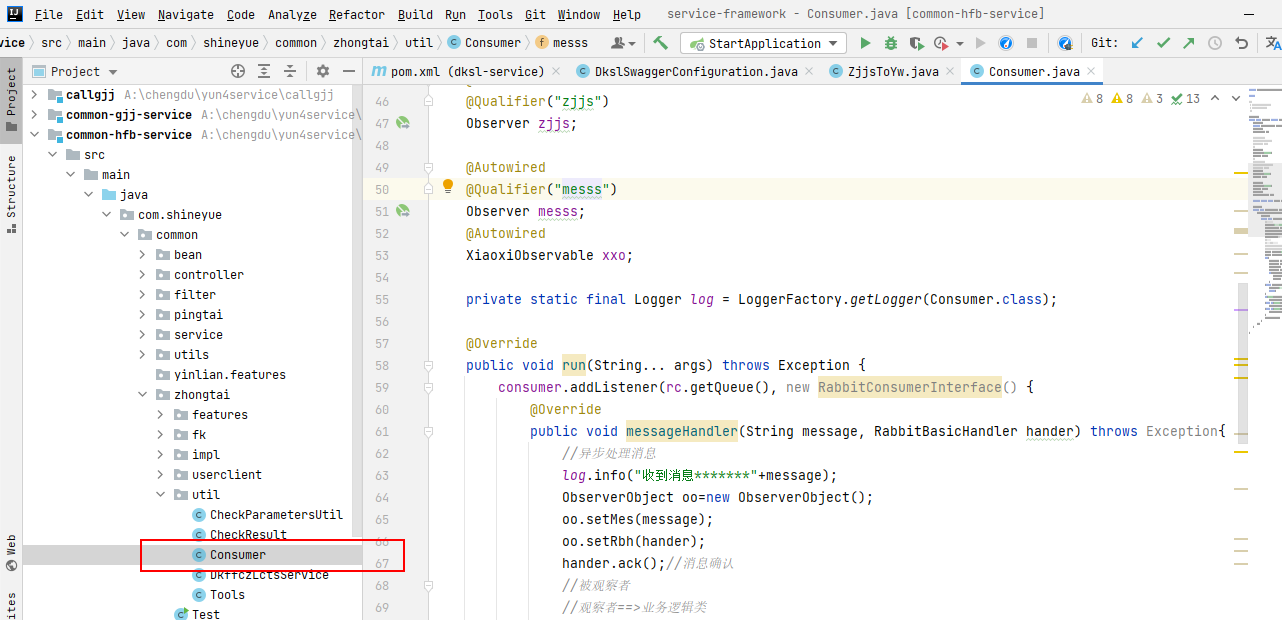 File Edit View Navigate Code Analyze Refactor Build Run Tools Git Window Help service-framework - Consumer.java [common-hfb-service]
vice 〉 src 〉 main 〉 java 〉 com 〉 shineyue 〉 common 〉 zhongtai 〉 util 〉 Consumer 〉 messs StartApplication Git:
Project pom.xml (dksl-service) DkslSwaggerConfiguration.java ZjjsToYw.java Consumer.java
Project
Structure
Web
callgjj A:\chengdu\yun4service\callgjj
common-gjj-service A:\chengdu\yun4service\
common-hfb-service A:\chengdu\yun4service\
src
main
java
com.shineyue
common
bean
controller
filter
pingtai
service
utils
yinlian.features
zhongtai
features
fk
impl
userclient
util
CheckParametersUtil
CheckResult
Consumer
DkffczLctsService
Tools
Test
8 8 3 13
46 @Qualifier("zjjs")
47 Observer zjjs;
48
49 @Autowired
50 @Qualifier("messs")
51 Observer messs;
52 @Autowired
53 XiaoxiObservable xxo;
54
55 private static final Logger log = LoggerFactory.getLogger(Consumer.class);
56
57 @Override
58 public void run(String... args) throws Exception {
59 consumer.addListener(rc.getQueue(), new RabbitConsumerInterface() {
60 @Override
61 public void messageHandler(String message, RabbitBasicHandler hander) throws Exception{
62 //异步处理消息
63 log.info("收到消息*******"+message);
64 ObserverObject oo=new ObserverObject();
65 oo.setMes(message);
66 oo.setRbh(hander);
67 hander.ack();//消息确认
68 //被观察者
69 //观察者==>业务逻辑类